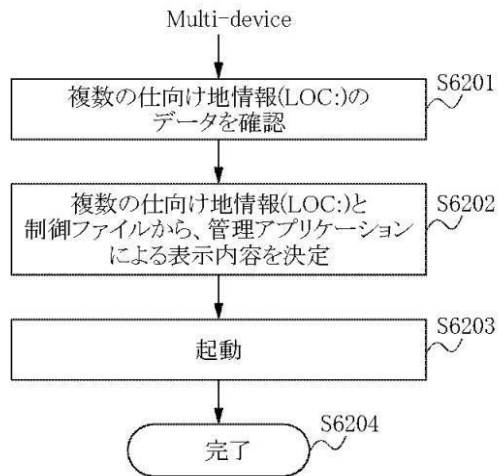 Multi-device
S6201
複数の仕向け地情報(LOC:)の
データを確認
S6202
複数の仕向け地情報(LOC:)と
制御ファイルから、管理アプリケーション
による表示内容を決定
S6203
起動
S6204
完了